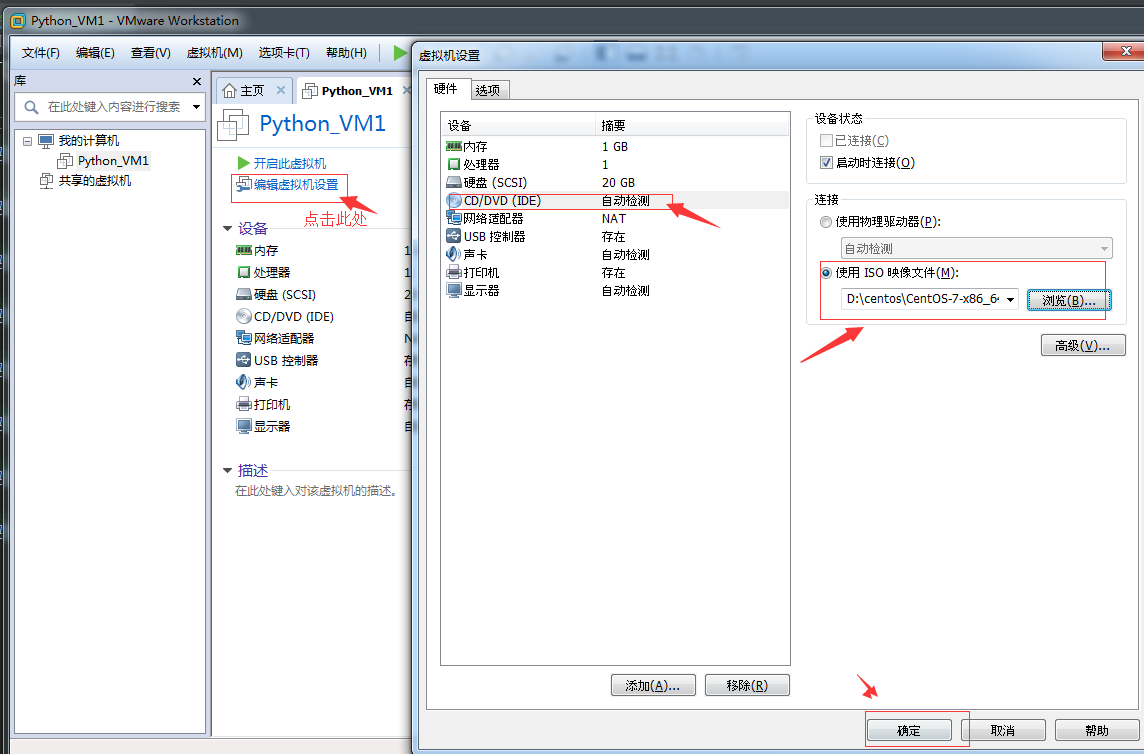 Python_VM1 - VMware Workstation
文件(F) 编辑(E) 查看(V) 虚拟机(M) 选项卡(T) 帮助(H)
库
在此处键入内容进行搜索
我的计算机
Python_VM1
共享的虚拟机
主页 Python_VM1
Python_VM1
开启此虚拟机
编辑虚拟机设置
点击此处
设备
内存 1
处理器 1
硬盘 (SCSI) 2
CD/DVD (IDE) 自
网络适配器 N
USB 控制器 存
声卡 自
打印机 存
显示器 自
描述
在此处键入对该虚拟机的描述。
虚拟机设置
硬件 选项
设备 摘要
内存 1 GB
处理器 1
硬盘 (SCSI) 20 GB
CD/DVD (IDE) 自动检测
网络适配器 NAT
USB 控制器 存在
声卡 自动检测
打印机 存在
显示器 自动检测
添加(A)... 移除(R)
设备状态
已连接(C)
启动时连接(O)
连接
使用物理驱动器(P):
自动检测
使用 ISO 映像文件(M):
D:\centos\CentOS-7-x86_64 浏览(B)...
高级(V)...
确定 取消 帮助